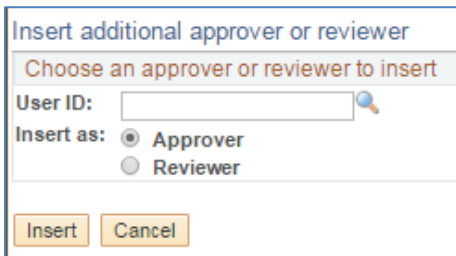 Insert additional approver or reviewer
Choose an approver or reviewer to insert
User ID:
Insert as: Approver
Reviewer
Insert Cancel